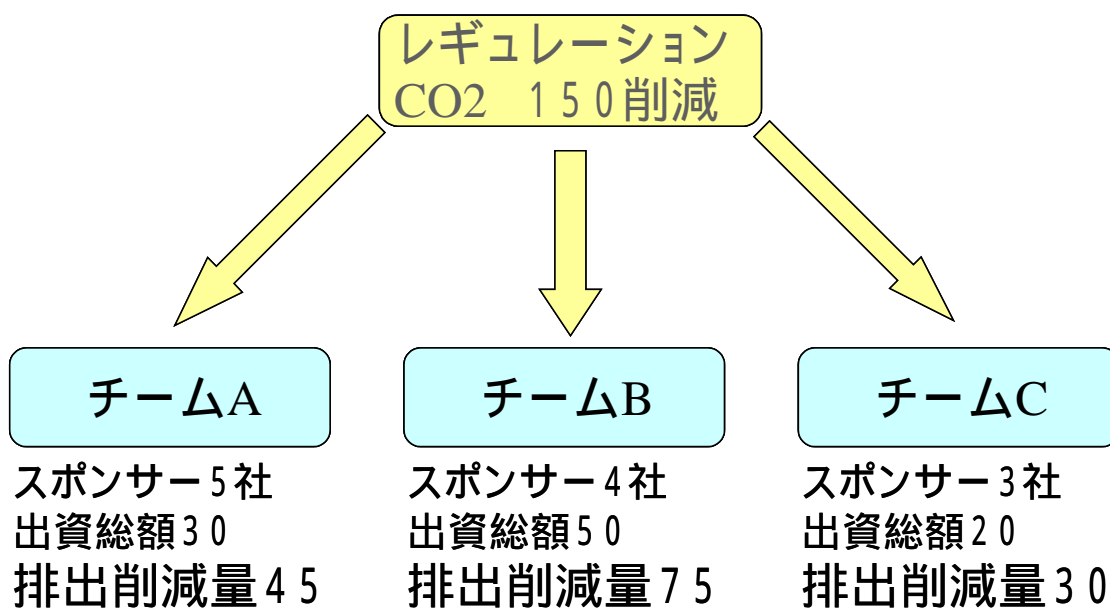 レギュレーション
CO2　１５０削減
チームA
スポンサー５社
出資総額３０
排出削減量４５
チームB
スポンサー４社
出資総額５０
排出削減量７５
チームC
スポンサー３社
出資総額２０
排出削減量３０